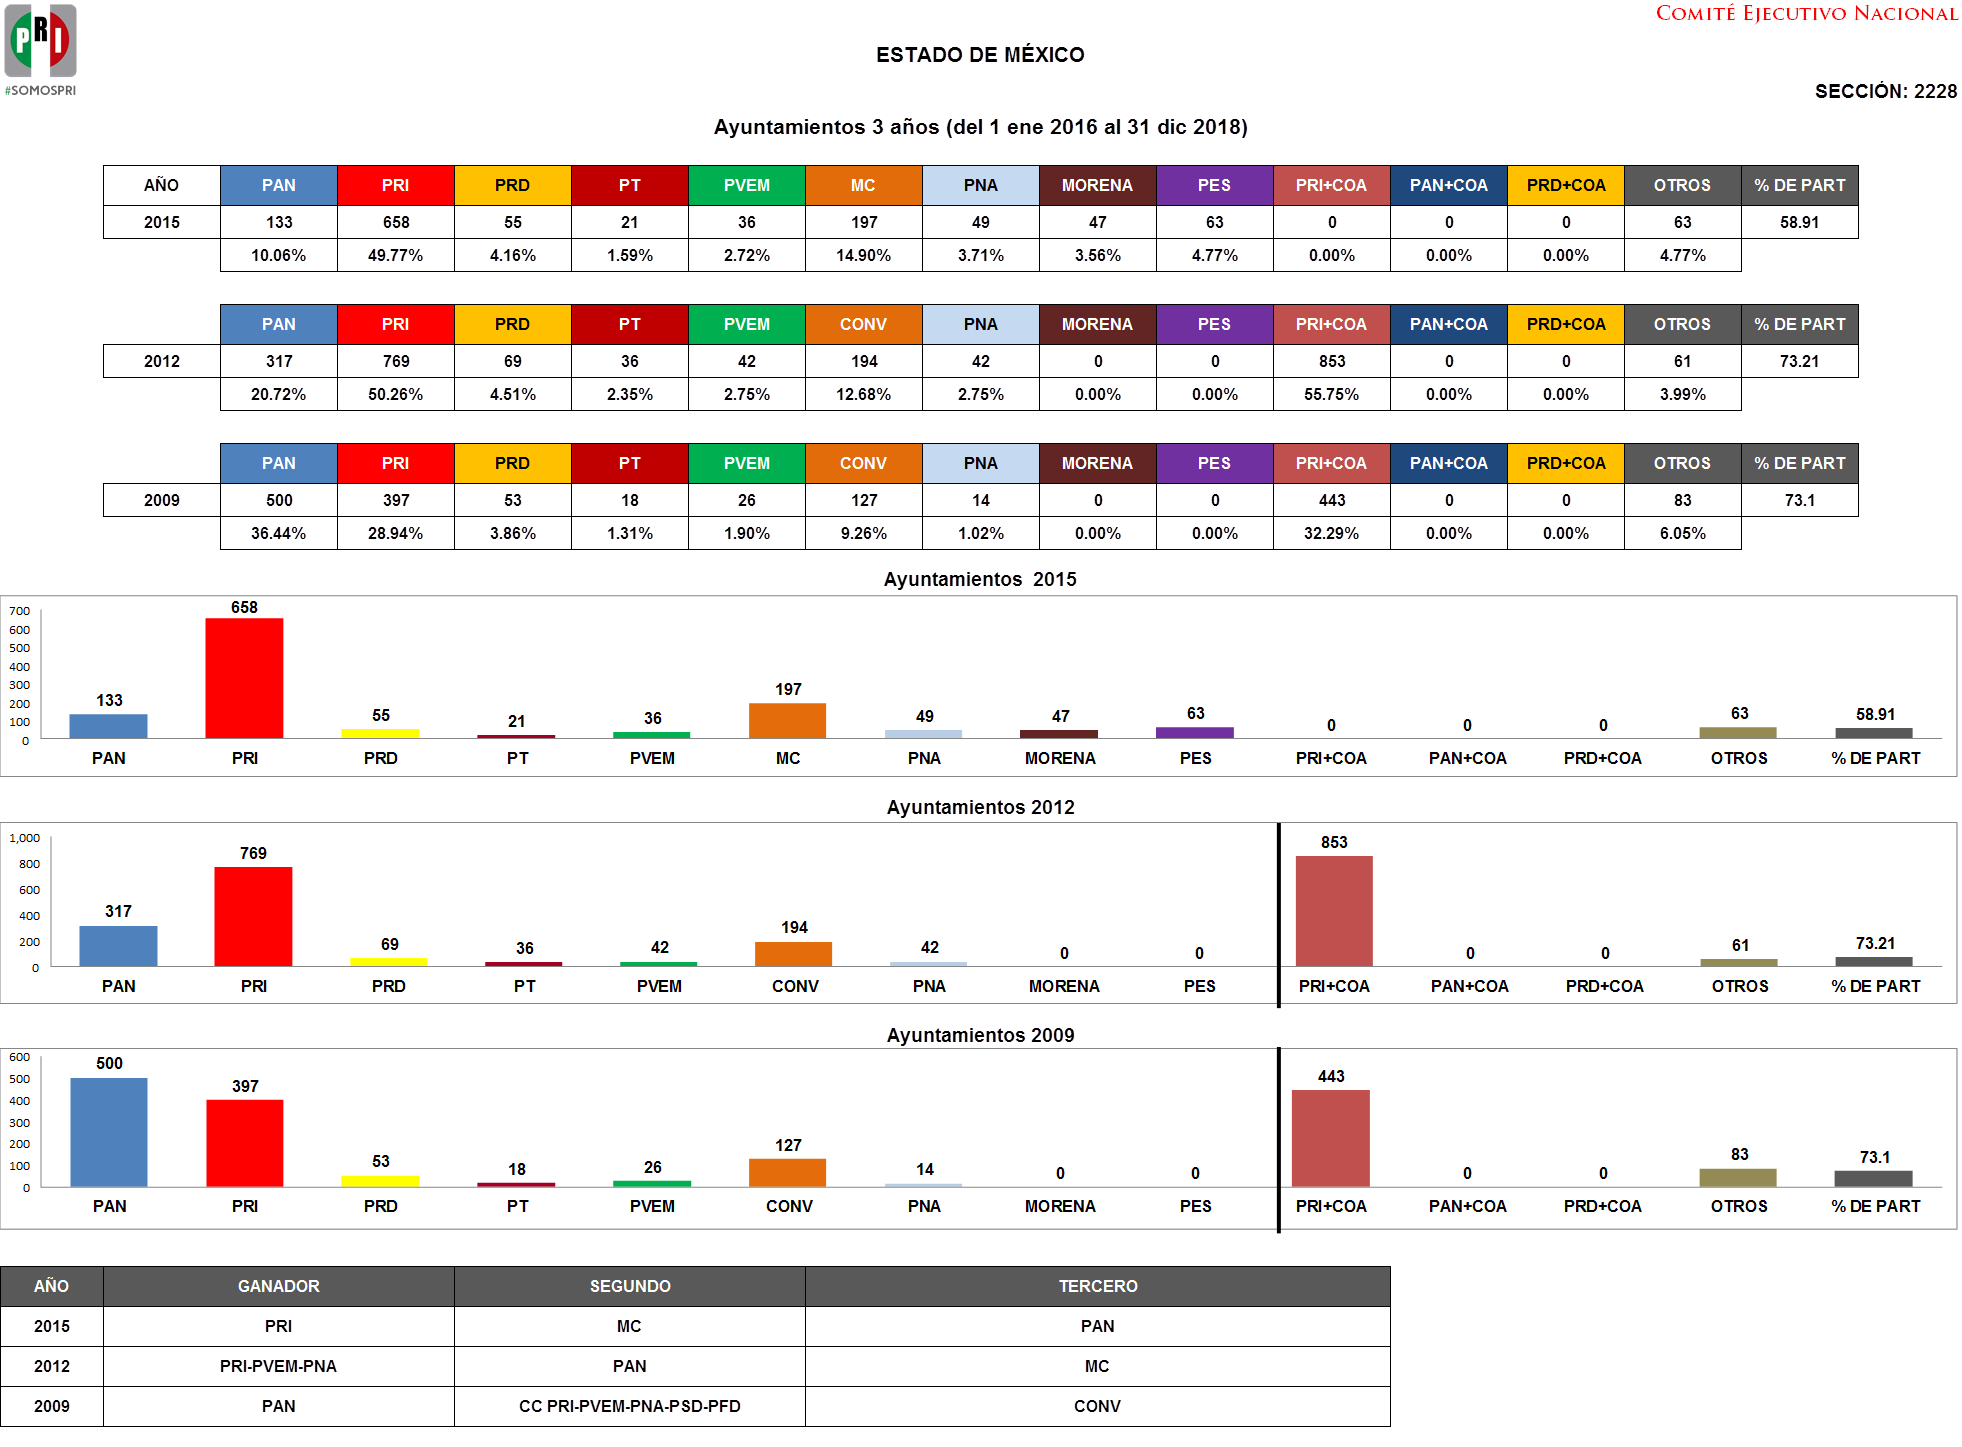 PRI
#SOMOSPRI
COMITÉ EJECUTIVO NACIONAL
ESTADO DE MÉXICO
SECCIÓN: 2228
Ayuntamientos 3 años (del 1 ene 2016 al 31 dic 2018)
AÑO PAN PRI PRD PT PVEM MC PNA MORENA PES PRI+COA PAN+COA PRD+COA OTROS % DE PART
2015 133 658 55 21 36 197 49 47 63 0 0 0 63 58.91
10.06% 49.77% 4.16% 1.59% 2.72% 14.90% 3.71% 3.56% 4.77% 0.00% 0.00% 0.00% 4.77%
PAN PRI PRD PT PVEM CONV PNA MORENA PES PRI+COA PAN+COA PRD+COA OTROS % DE PART
2012 317 769 69 36 42 194 42 0 0 853 0 0 61 73.21
20.72% 50.26% 4.51% 2.35% 2.75% 12.68% 2.75% 0.00% 0.00% 55.75% 0.00% 0.00% 3.99%
PAN PRI PRD PT PVEM CONV PNA MORENA PES PRI+COA PAN+COA PRD+COA OTROS % DE PART
2009 500 397 53 18 26 127 14 0 0 443 0 0 83 73.1
36.44% 28.94% 3.86% 1.31% 1.90% 9.26% 1.02% 0.00% 0.00% 32.29% 0.00% 0.00% 6.05%
Ayuntamientos 2015
700
600
500
400
300
200
100
0
133 658 55 21 36 197 49 47 63 0 0 0 63 58.91
PAN PRI PRD PT PVEM MC PNA MORENA PES PRI+COA PAN+COA PRD+COA OTROS % DE PART
Ayuntamientos 2012
1,000
800
600
400
200
0
317 769 69 36 42 194 42 0 0 853 0 0 61 73.21
PAN PRI PRD PT PVEM CONV PNA MORENA PES PRI+COA PAN+COA PRD+COA OTROS % DE PART
Ayuntamientos 2009
600
500
400
300
200
100
0
500 397 53 18 26 127 14 0 0 443 0 0 83 73.1
PAN PRI PRD PT PVEM CONV PNA MORENA PES PRI+COA PAN+COA PRD+COA OTROS % DE PART
AÑO GANADOR SEGUNDO TERCERO
2015 PRI MC PAN
2012 PRI-PVEM-PNA PAN MC
2009 PAN CC PRI-PVEM-PNA-PSD-PFD CONV